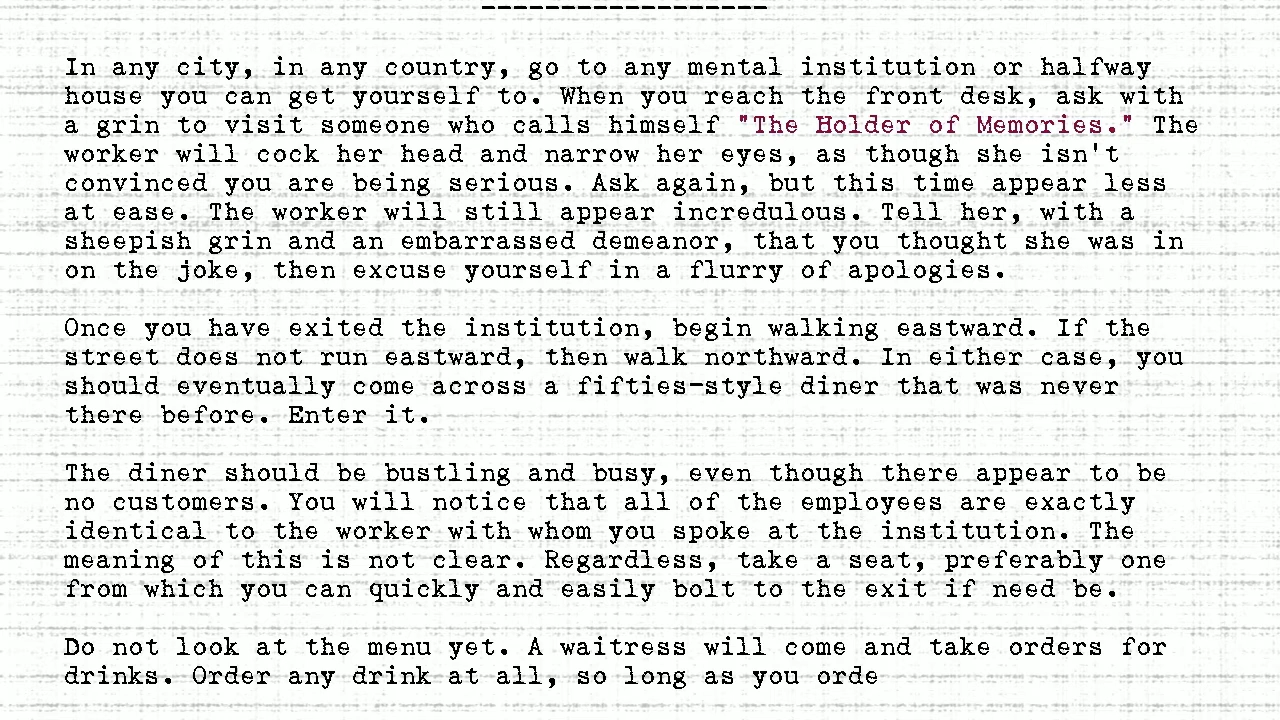 ------------------
In any city, in any country, go to any mental institution or halfway
house you can get yourself to. When you reach the front desk, ask with
a grin to visit someone who calls himself "The Holder of Memories." The
worker will cock her head and narrow her eyes, as though she isn't
convinced you are being serious. Ask again, but this time appear less
at ease. The worker will still appear incredulous. Tell her, with a
sheepish grin and an embarrassed demeanor, that you thought she was in
on the joke, then excuse yourself in a flurry of apologies.
Once you have exited the institution, begin walking eastward. If the
street does not run eastward, then walk northward. In either case, you
should eventually come across a fifties-style diner that was never
there before. Enter it.
The diner should be bustling and busy, even though there appear to be
no customers. You will notice that all of the employees are exactly
identical to the worker with whom you spoke at the institution. The
meaning of this is not clear. Regardless, take a seat, preferably one
from which you can quickly and easily bolt to the exit if need be.
Do not look at the menu yet. A waitress will come and take orders for
drinks. Order any drink at all, so long as you orde